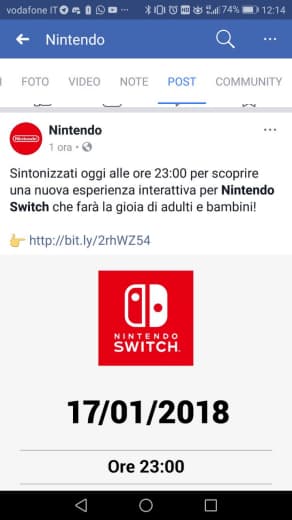 vodafone IT 74% 12:14
Nintendo
FOTO VIDEO NOTE POST COMMUNITY
Nintendo
1 ora
Sintonizzati oggi alle ore 23:00 per scoprire
una nuova esperienza interattiva per Nintendo
Switch che farà la gioia di adulti e bambini!
👉 http://bit.ly/2rhWZ54
NINTENDO
SWITCH
17/01/2018
Ore 23:00